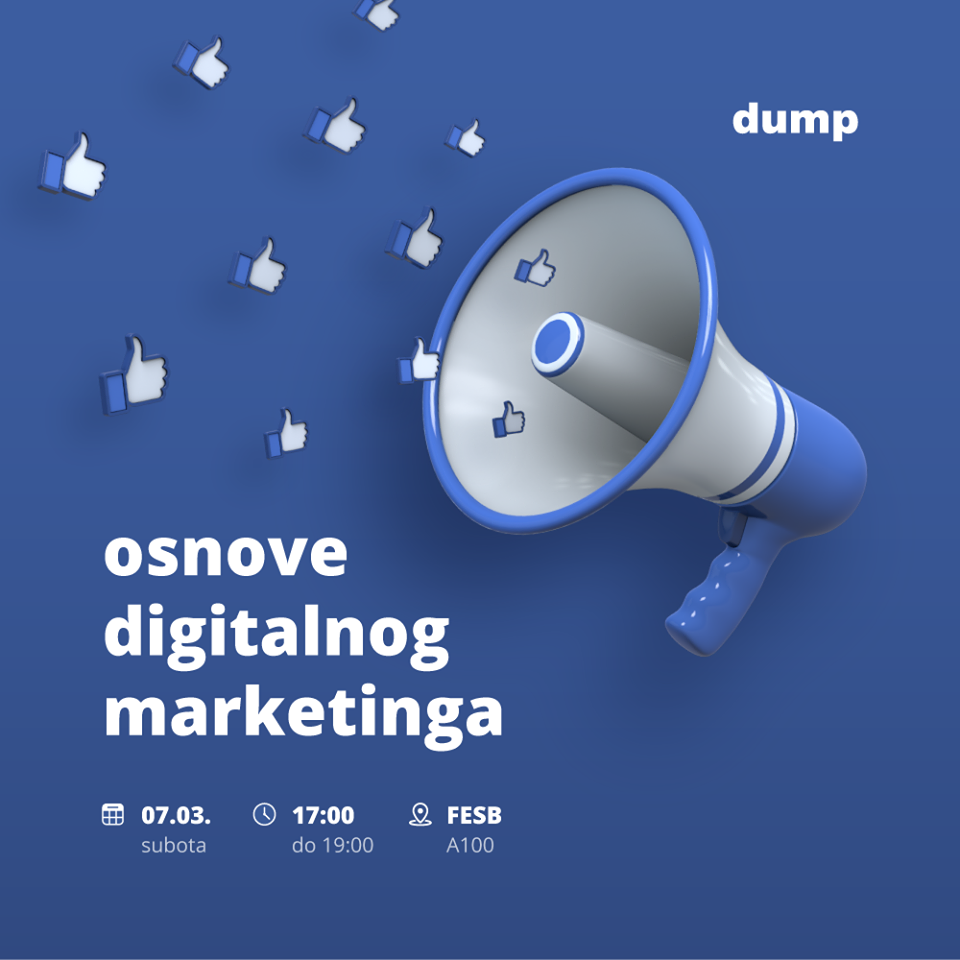 dump
osnove
digitalnog
marketinga
07.03.
subota
17:00
do 19:00
FESB
A100